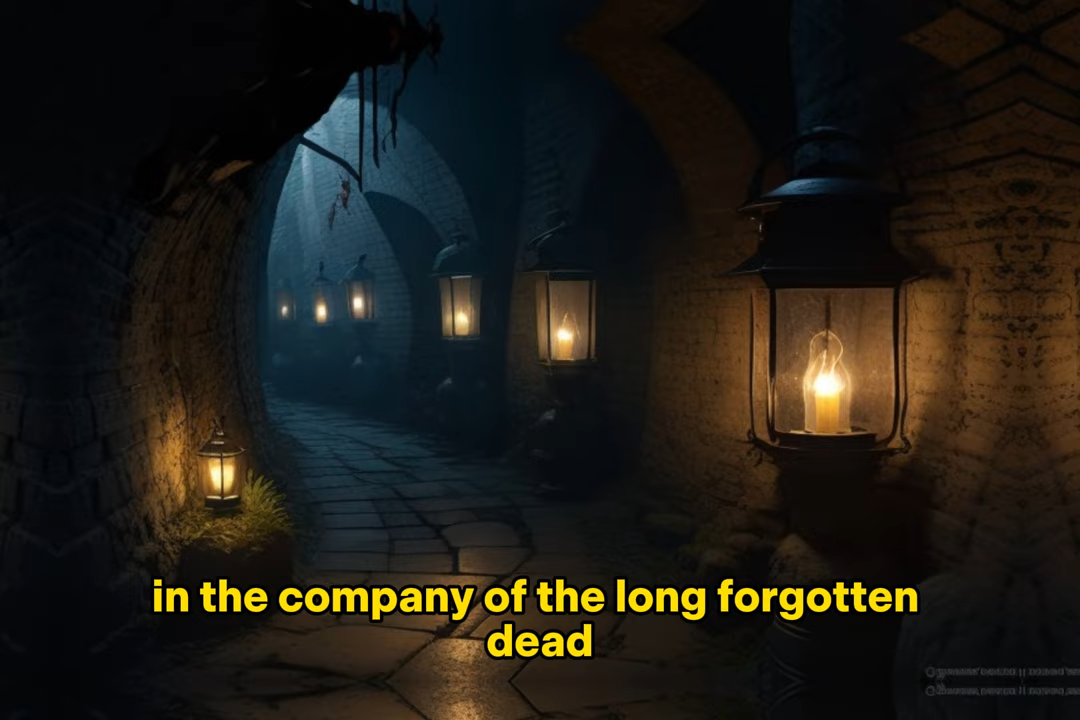 in the company of the long forgotten
dead